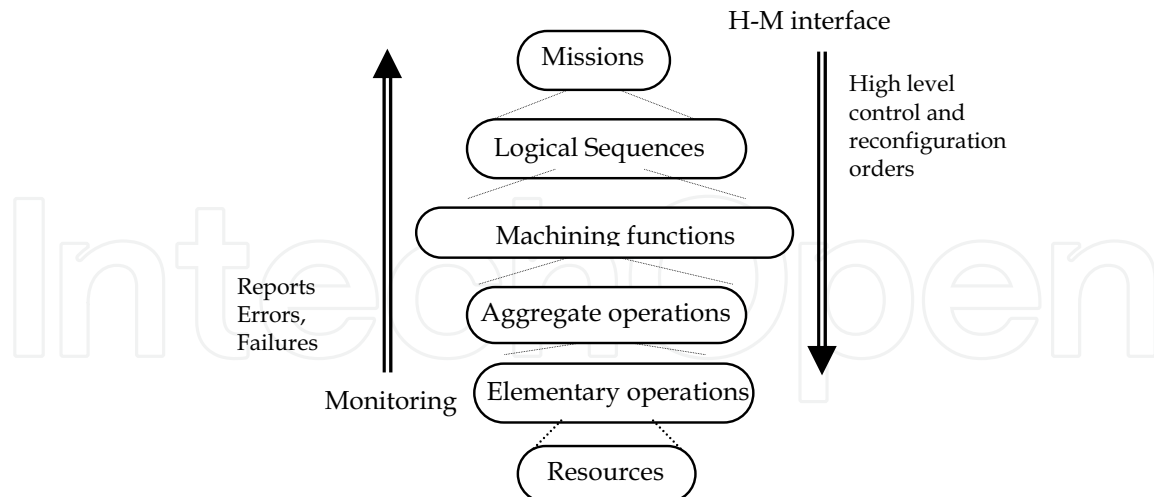 H-M interface
Missions
High level
control and
reconfiguration
orders
Logical Sequences
Machining functions
Reports
Errors,
Failures
Aggregate operations
Monitoring
Elementary operations
Resources
IntechOpen